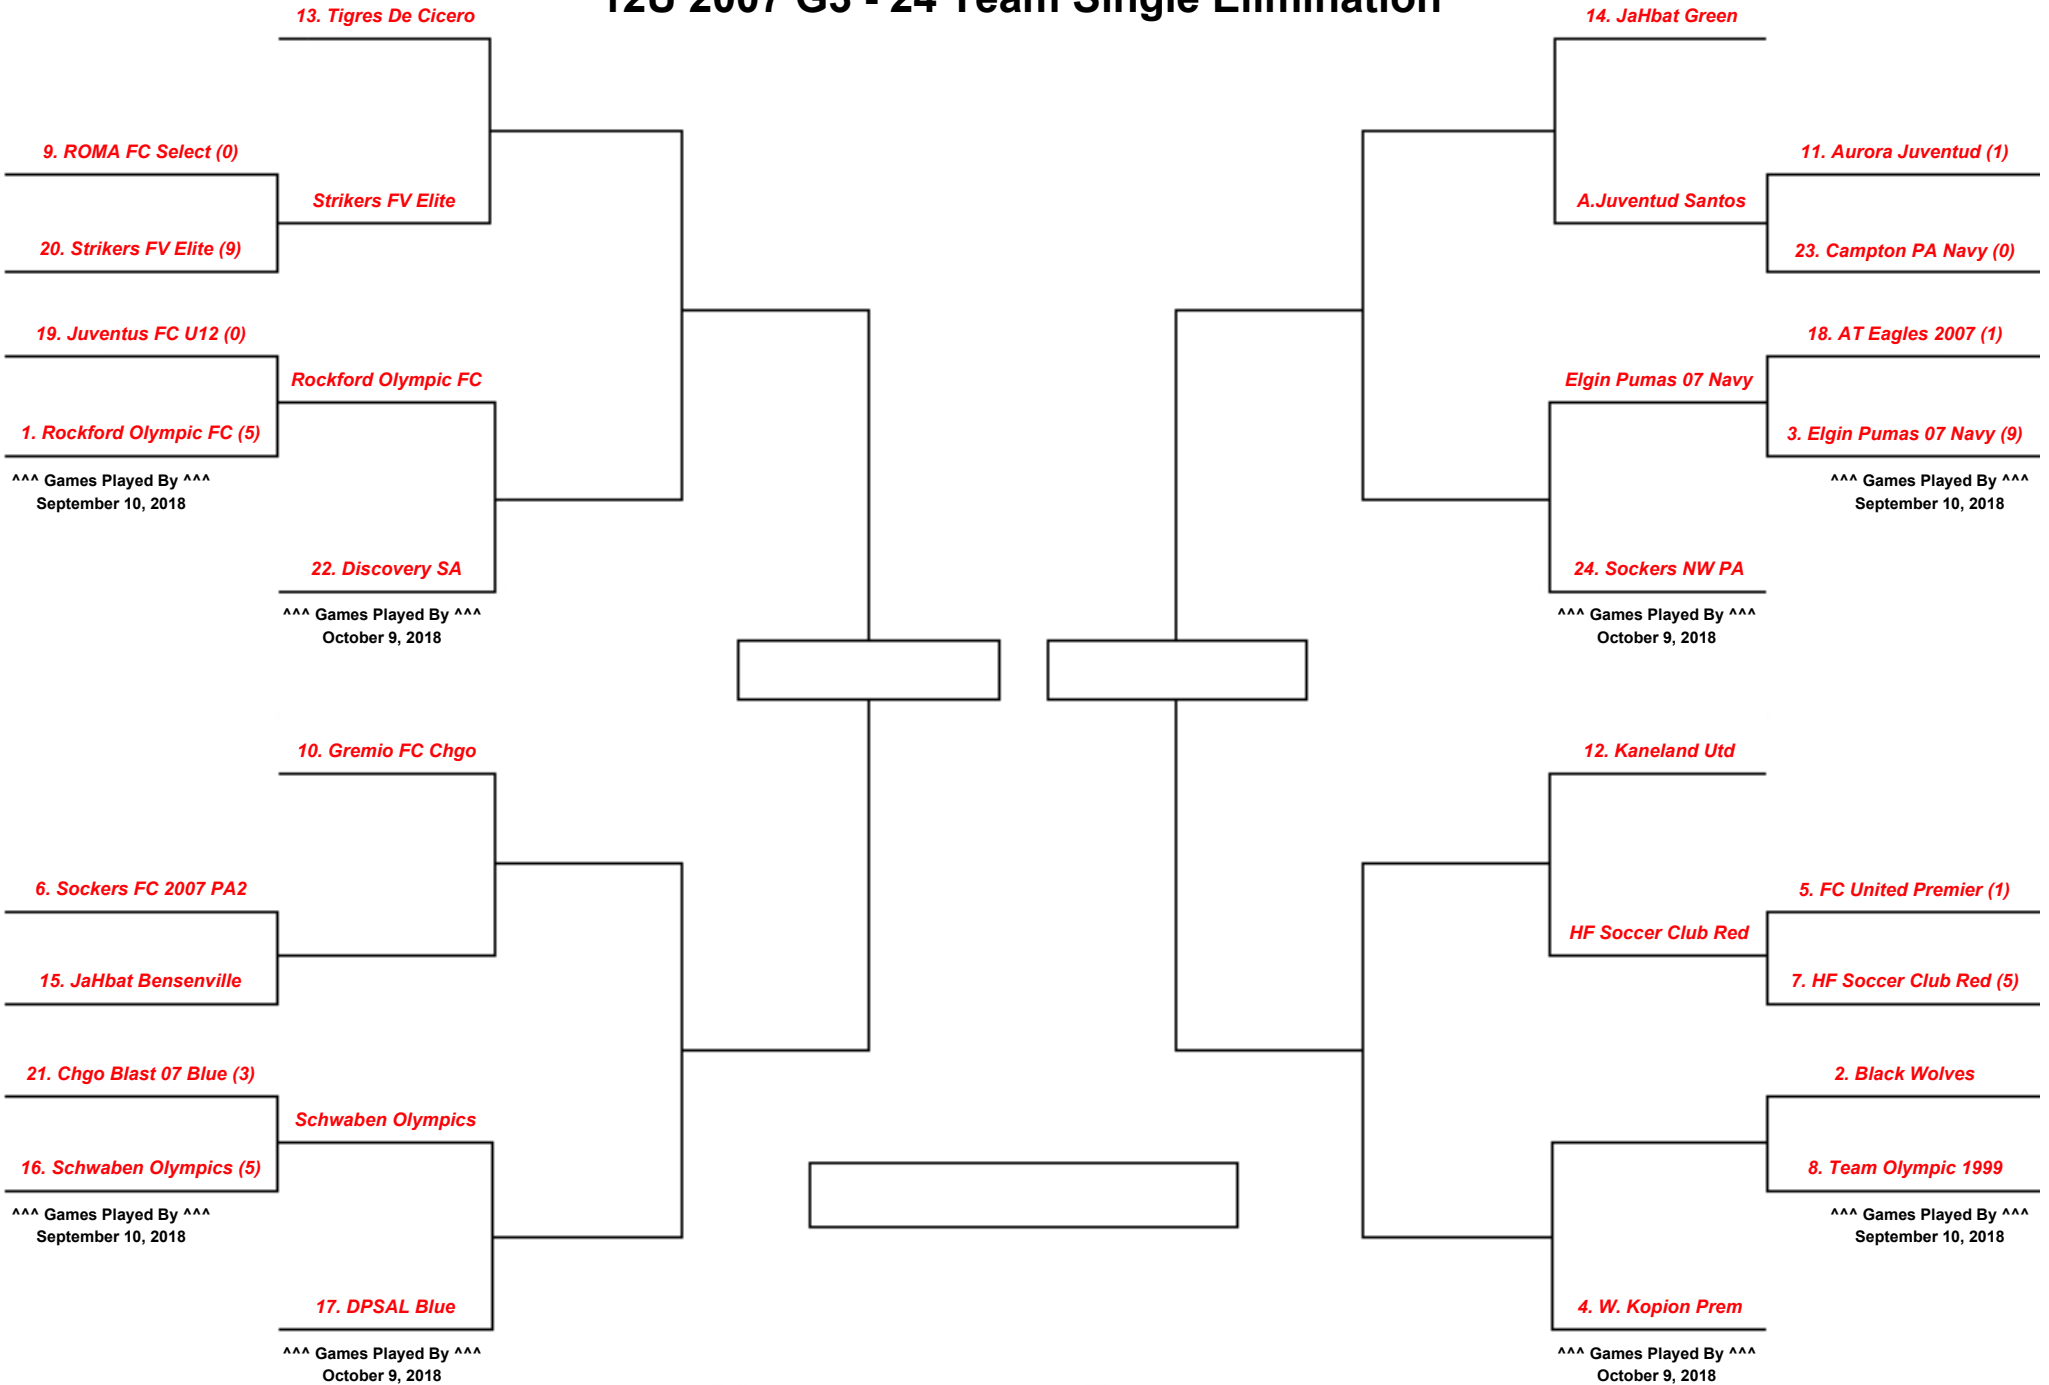 12U 2007 G3 - 24 Team Single Elimination
13. Tigres De Cicero
14. JaHbat Green
9. ROMA FC Select (0)
11. Aurora Juventud (1)
Strikers FV Elite
A.Juventud Santos
20. Strikers FV Elite (9)
23. Campton PA Navy (0)
19. Juventus FC U12 (0)
18. AT Eagles 2007 (1)
Rockford Olympic FC
Elgin Pumas 07 Navy
1. Rockford Olympic FC (5)
3. Elgin Pumas 07 Navy (9)
^^^ Games Played By ^^^
September 10, 2018
^^^ Games Played By ^^^
September 10, 2018
22. Discovery SA
24. Sockers NW PA
^^^ Games Played By ^^^
October 9, 2018
^^^ Games Played By ^^^
October 9, 2018
10. Gremio FC Chgo
12. Kaneland Utd
6. Sockers FC 2007 PA2
5. FC United Premier (1)
HF Soccer Club Red
15. JaHbat Bensenville
7. HF Soccer Club Red (5)
21. Chgo Blast 07 Blue (3)
2. Black Wolves
Schwaben Olympics
16. Schwaben Olympics (5)
8. Team Olympic 1999
^^^ Games Played By ^^^
September 10, 2018
^^^ Games Played By ^^^
September 10, 2018
17. DPSAL Blue
4. W. Kopion Prem
^^^ Games Played By ^^^
October 9, 2018
^^^ Games Played By ^^^
October 9, 2018